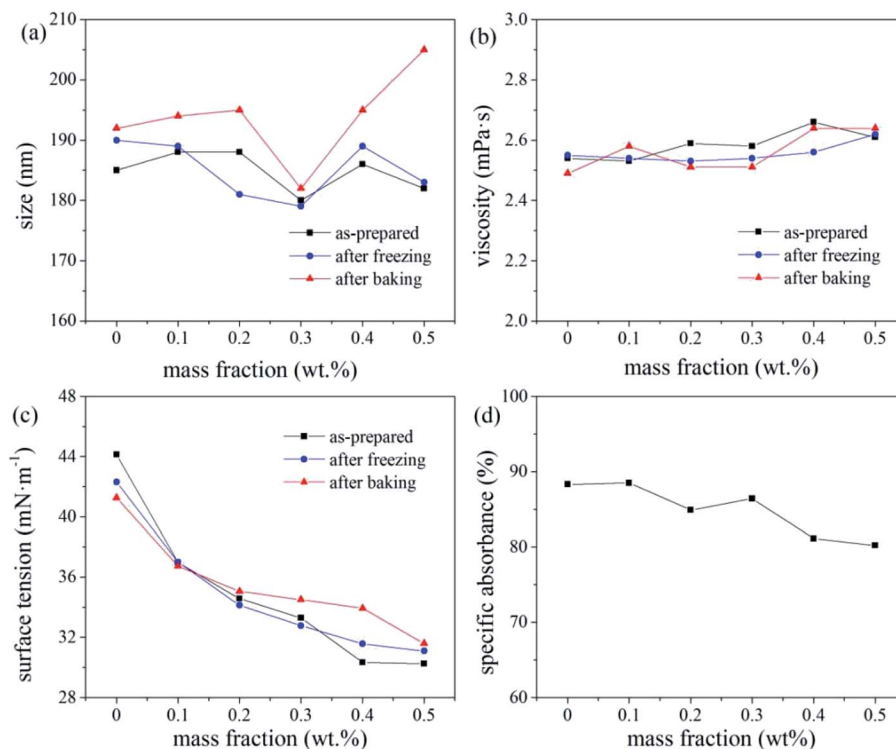 (a)
210
200
190
180
170
160
size (nm)
as-prepared
after freezing
after baking
0 0.1 0.2 0.3 0.4 0.5
mass fraction (wt.%)
(b)
3.0
2.8
2.6
2.4
2.2
2.0
viscosity (mPa·s)
as-prepared
after freezing
after baking
0 0.1 0.2 0.3 0.4 0.5
mass fraction (wt.%)
(c)
48
44
40
36
32
28
surface tension (mN·m⁻¹)
as-prepared
after freezing
after baking
0 0.1 0.2 0.3 0.4 0.5
mass fraction (wt.%)
(d)
100
90
80
70
60
specific absorbance (%)
0 0.1 0.2 0.3 0.4 0.5
mass fraction (wt%)